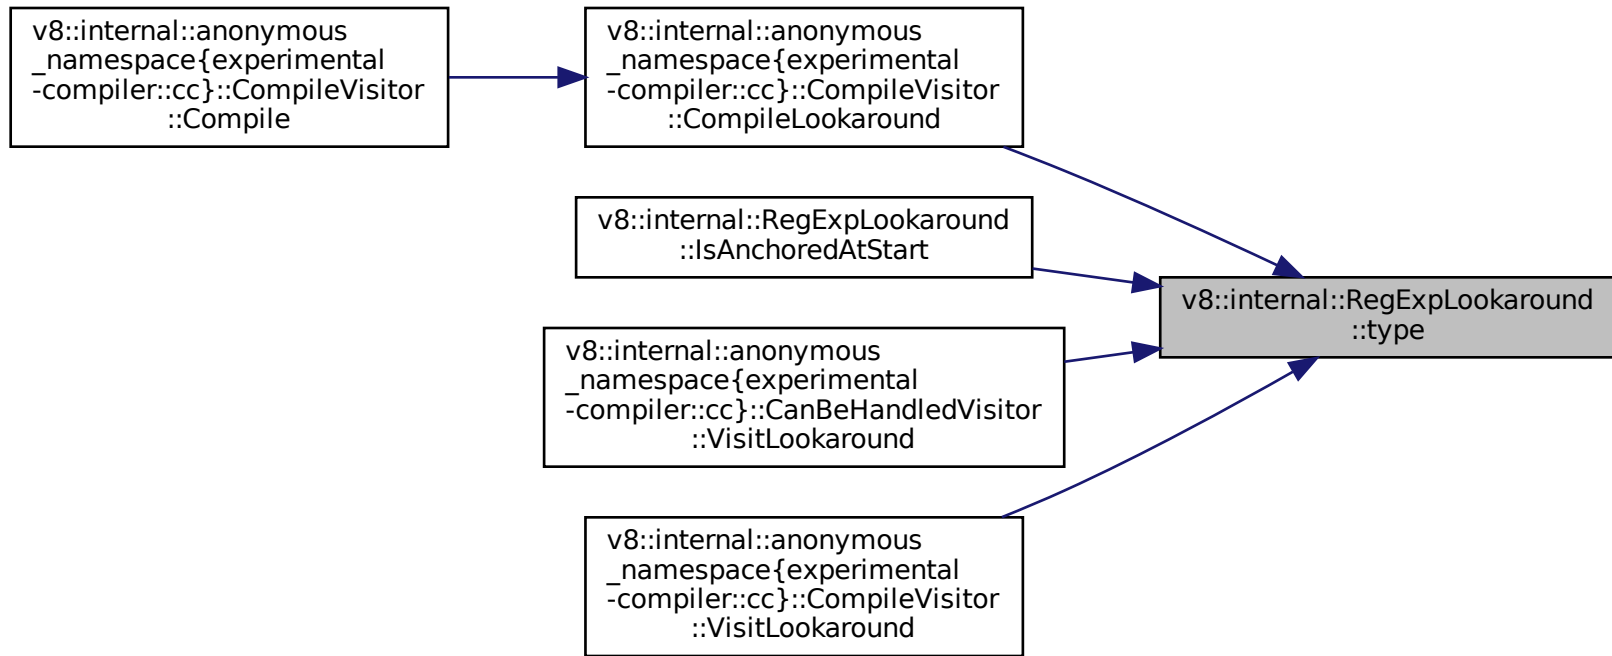 v8::internal::anonymous
_namespace{experimental
-compiler::cc}::CompileVisitor
::Compile
v8::internal::anonymous
_namespace{experimental
-compiler::cc}::CompileVisitor
::CompileLookaround
v8::internal::RegExpLookaround
::IsAnchoredAtStart
v8::internal::anonymous
_namespace{experimental
-compiler::cc}::CanBeHandledVisitor
::VisitLookaround
v8::internal::anonymous
_namespace{experimental
-compiler::cc}::CompileVisitor
::VisitLookaround
v8::internal::RegExpLookaround
::type